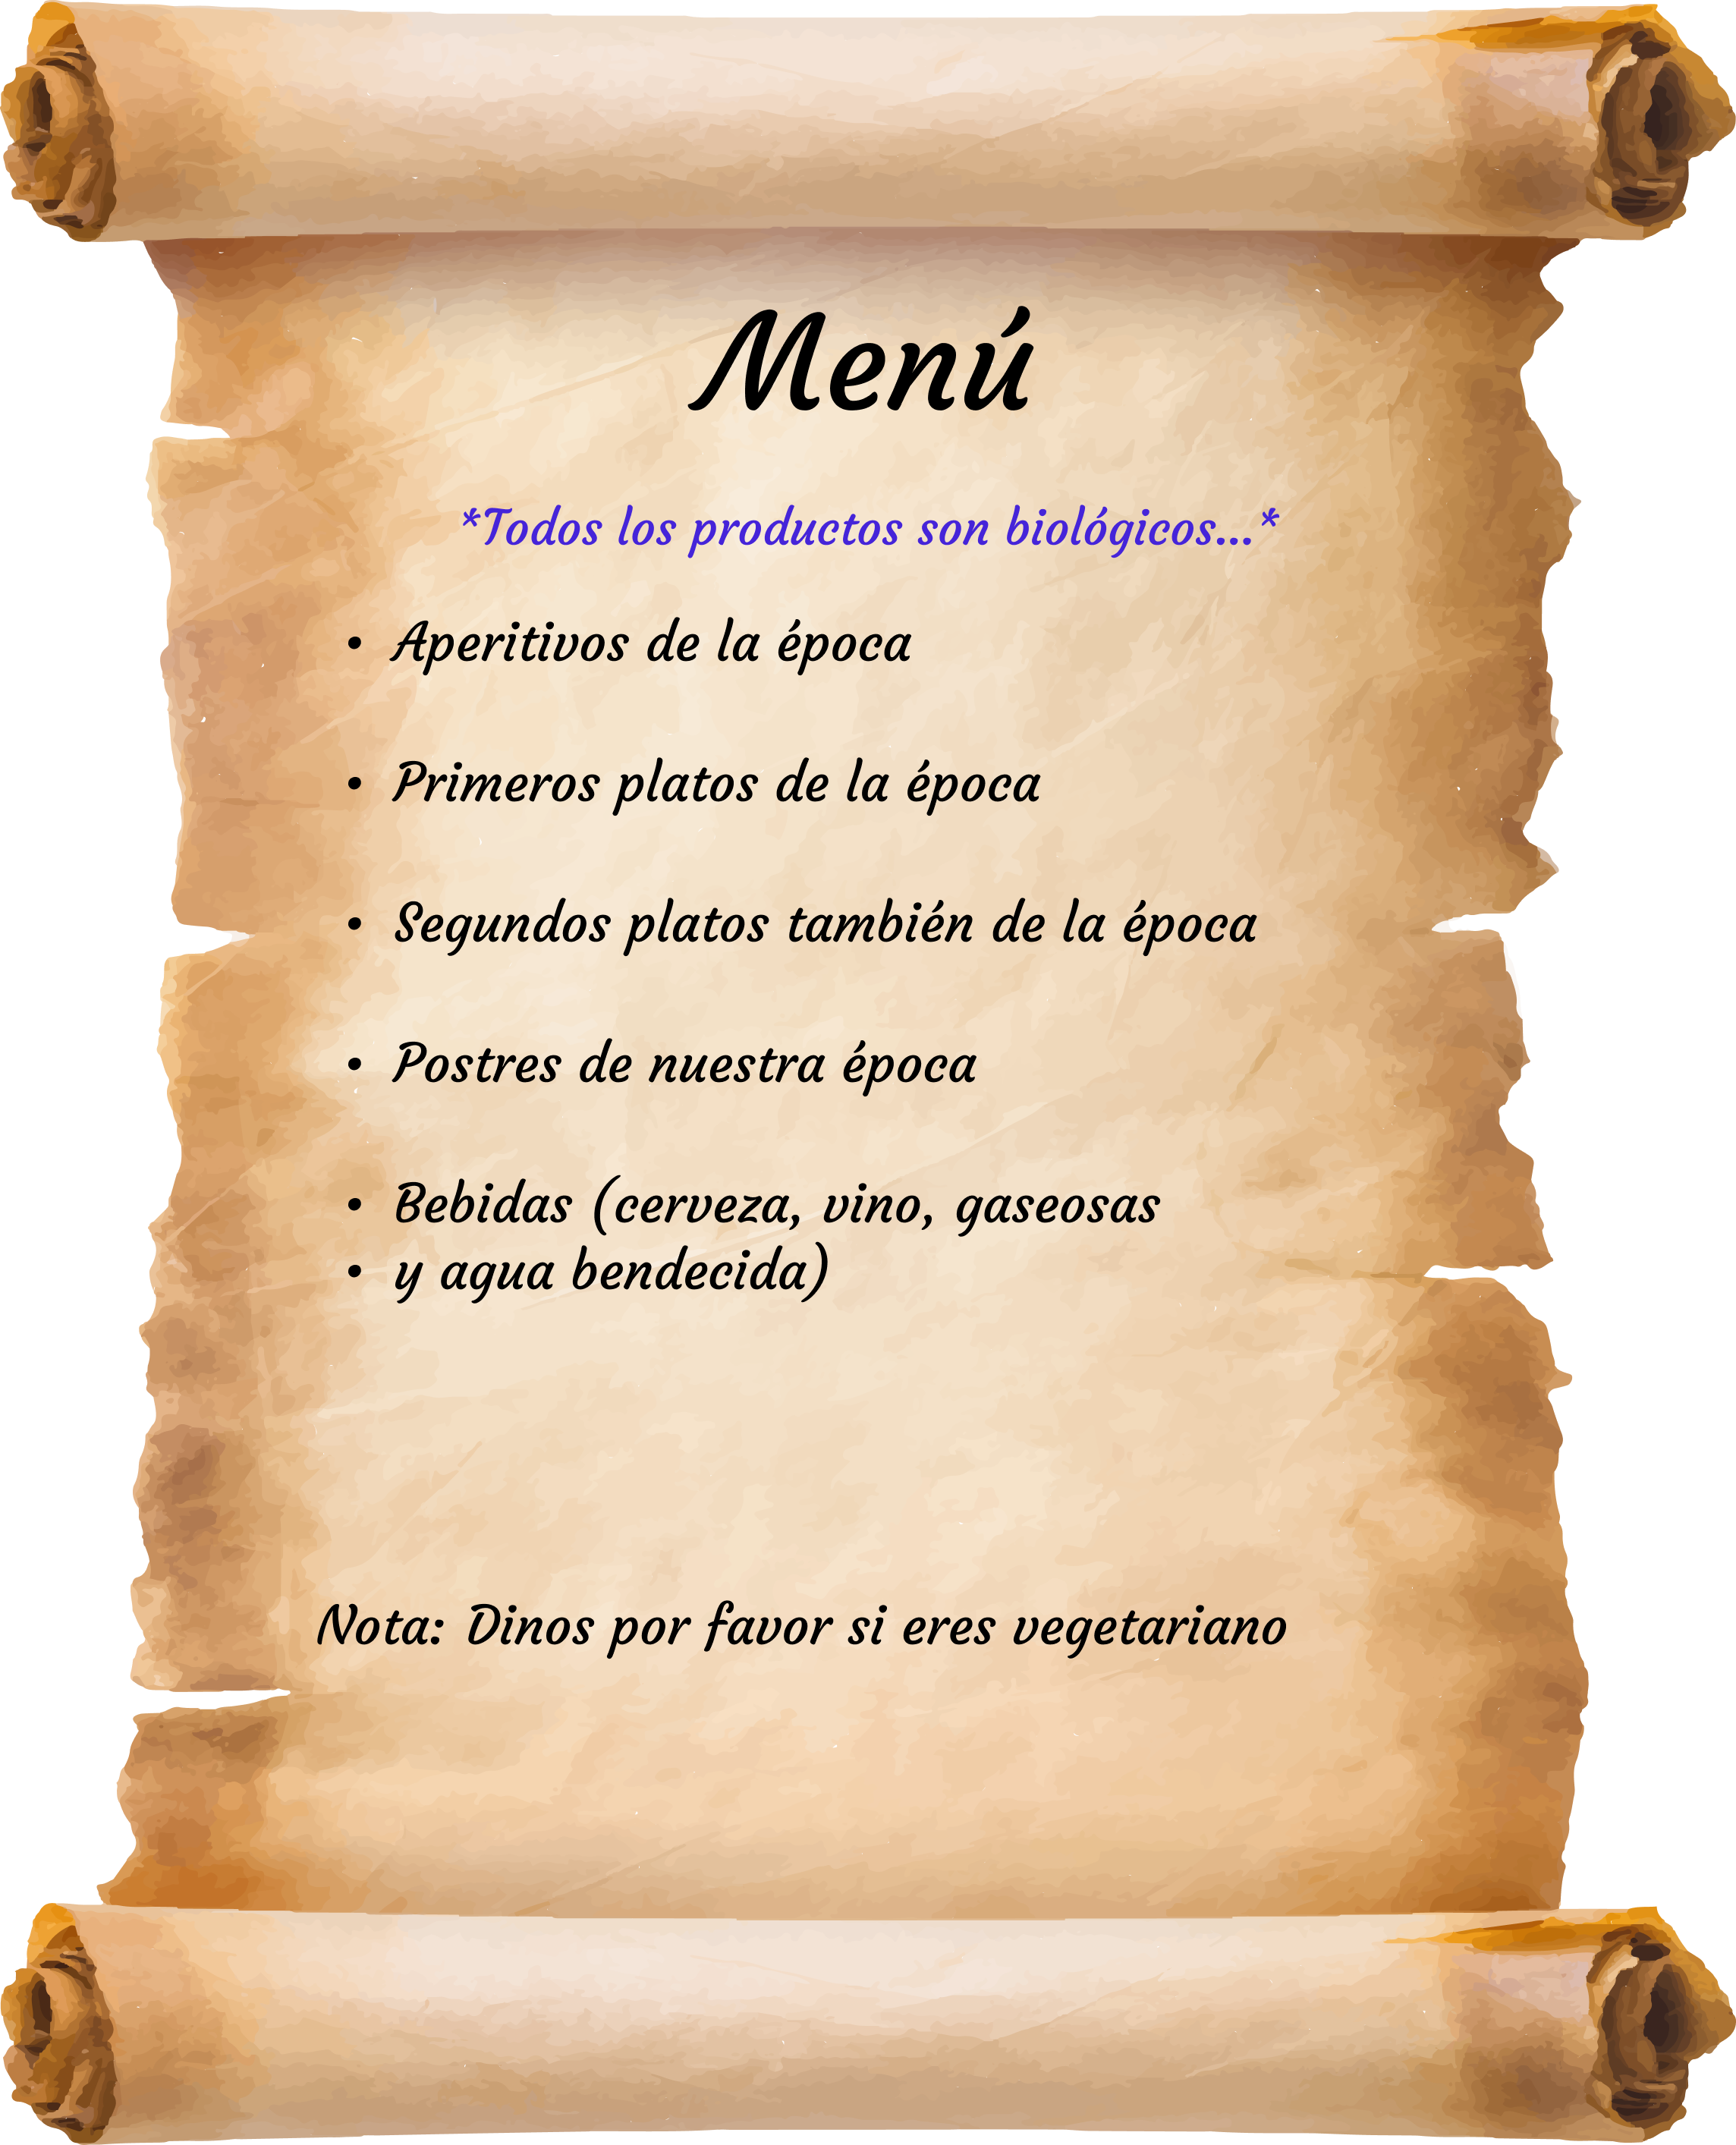 Menú
*Todos los productos son biológicos...*
• Aperitivos de la época
• Primeros platos de la época
• Segundos platos también de la época
• Postres de nuestra época
• Bebidas (cerveza, vino, gaseosas
• y agua bendecida)
Nota: Dinos por favor si eres vegetariano